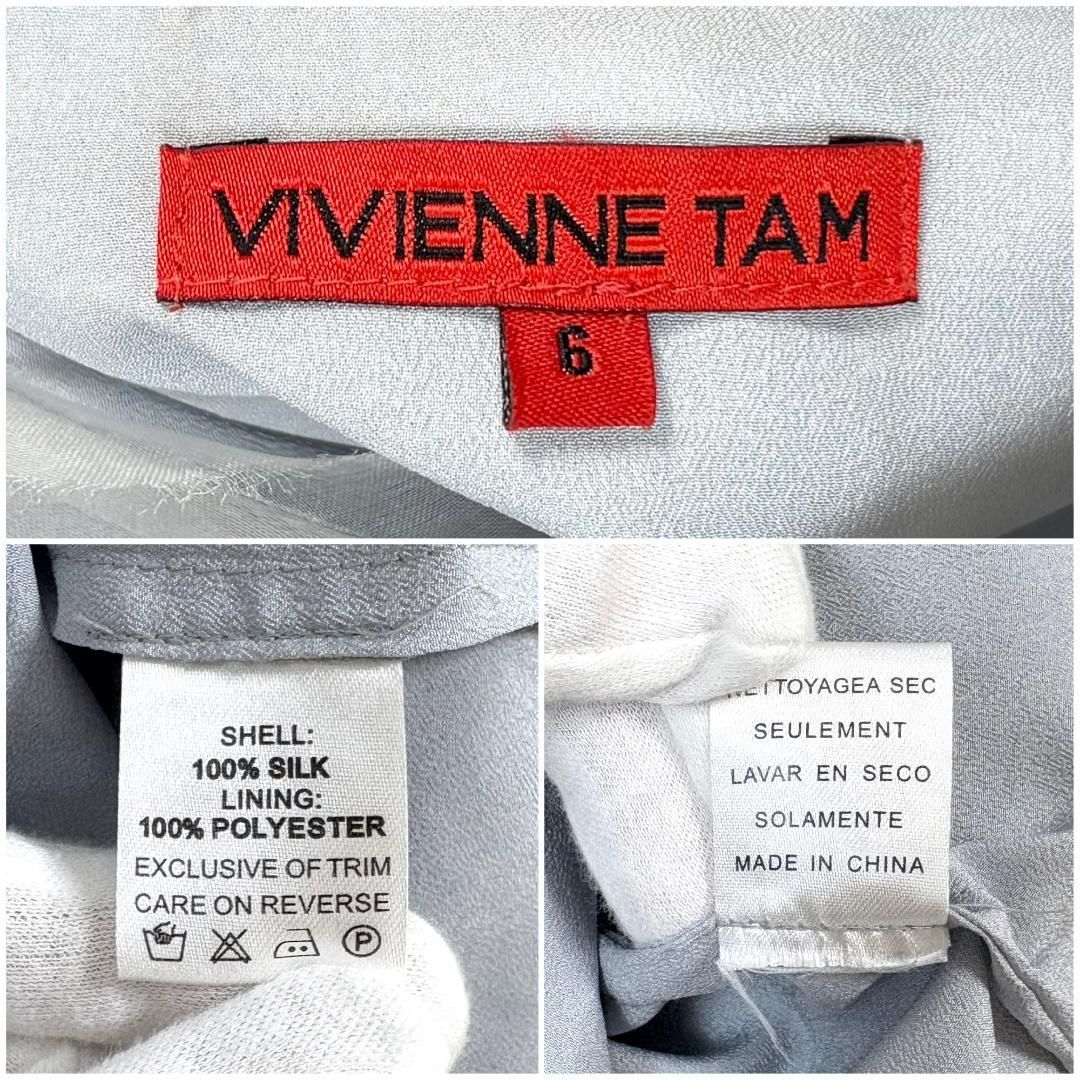 VIVIENNE TAM
6
SHELL:
100% SILK
LINING:
100% POLYESTER
EXCLUSIVE OF TRIM
CARE ON REVERSE
P
SEC
SEULEMENT
LAVAR EN SECO
SOLAMENTE
MADE IN CHINA